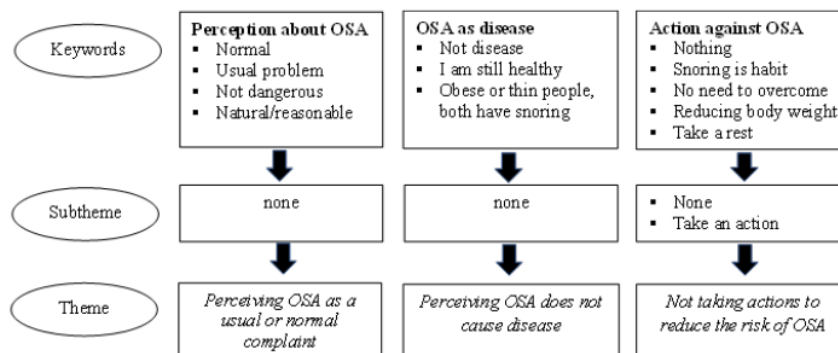 Keywords
Perception about OSA
▪ Normal
▪ Usual problem
▪ Not dangerous
▪ Natural/reasonable
OSA as disease
▪ Not disease
▪ I am still healthy
▪ Obese or thin people,
both have snoring
Action against OSA
▪ Nothing
▪ Snoring is habit
▪ No need to overcome
▪ Reducing body weight
▪ Take a rest
Subtheme
none
none
▪ None
▪ Take an action
Theme
Perceiving OSA as a
usual or normal
complaint
Perceiving OSA does not
cause disease
Not taking actions to
reduce the risk of OSA